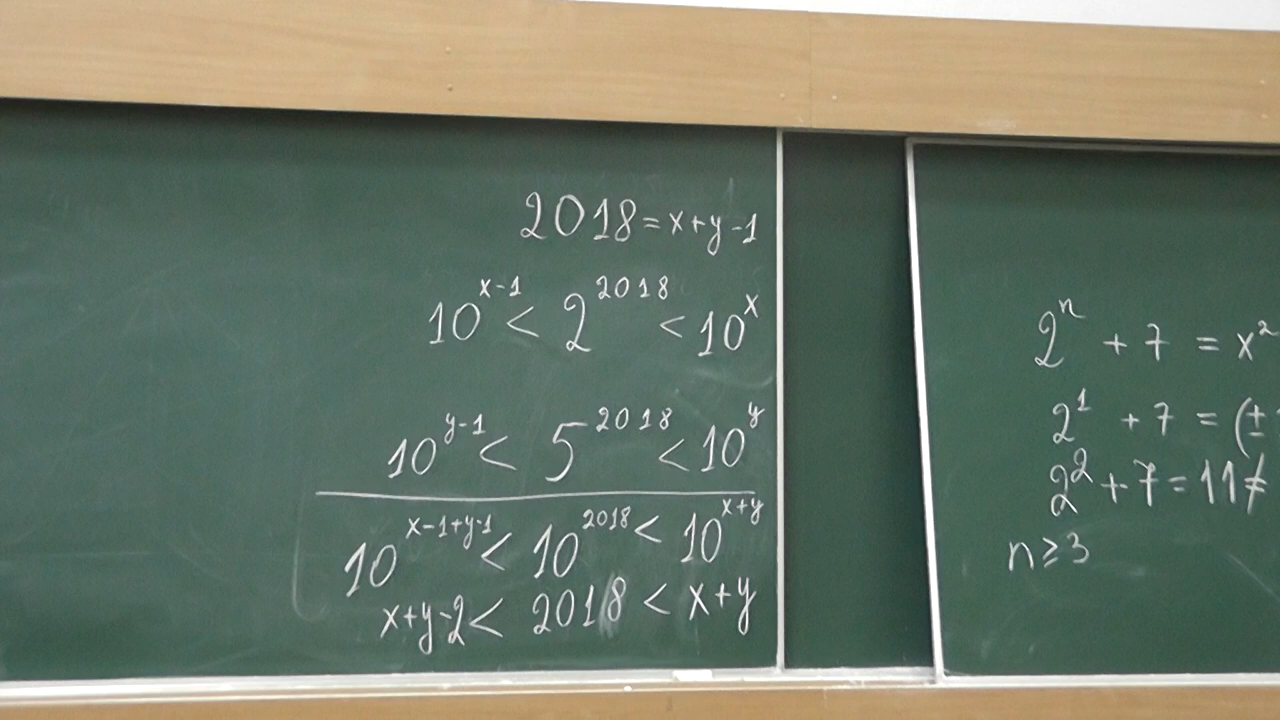 2018 = x+y-1
10^{x-1} < 2^{2018} < 10^{x}
10^{y-1} < 5^{2018} < 10^{y}
10^{x-1+y-1} < 10^{2018} < 10^{x+y}
x+y-2 < 2018 < x+y
2^{n} + 7 = x^{2}
2^{1} + 7 = (±
2^{2} + 7 = 11 ≠
n ≥ 3